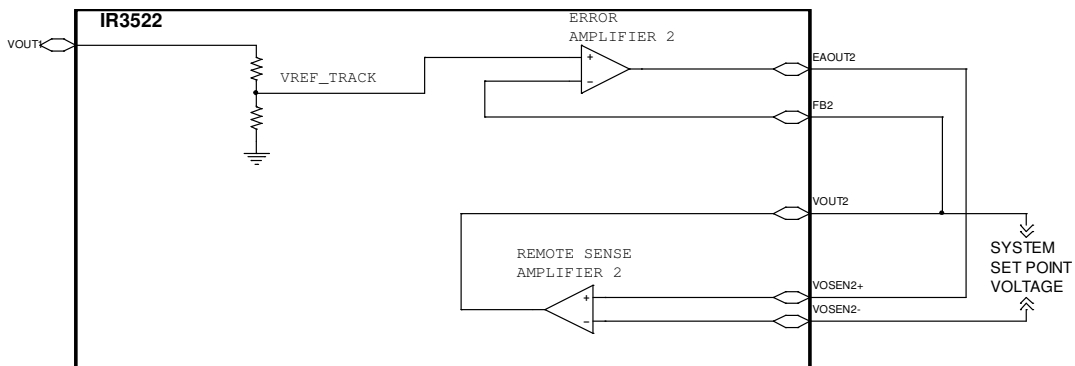 IR3522
ERROR
AMPLIFIER 2
VOUT1
EAOUT2
VREF_TRACK
+
-
FB2
VOUT2
REMOTE SENSE
AMPLIFIER 2
SYSTEM
SET POINT
VOLTAGE
VOSEN2+
+
VOSEN2-
-